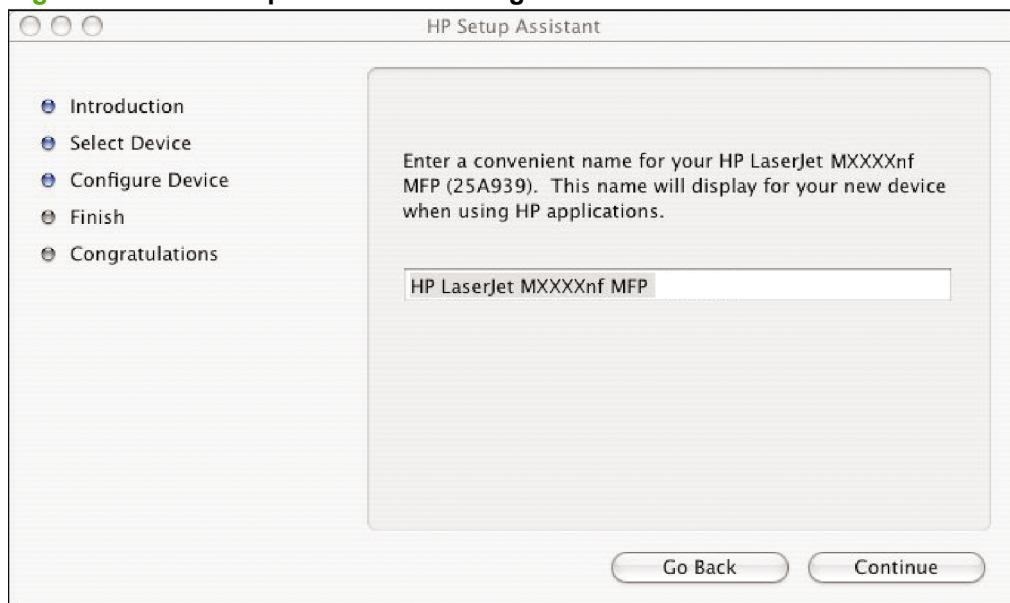 HP Setup Assistant
Introduction
Select Device
Configure Device
Finish
Congratulations
Enter a convenient name for your HP LaserJet MXXXXnf
MFP (25A939). This name will display for your new device
when using HP applications.
HP LaserJet MXXXXnf MFP
Go Back
Continue